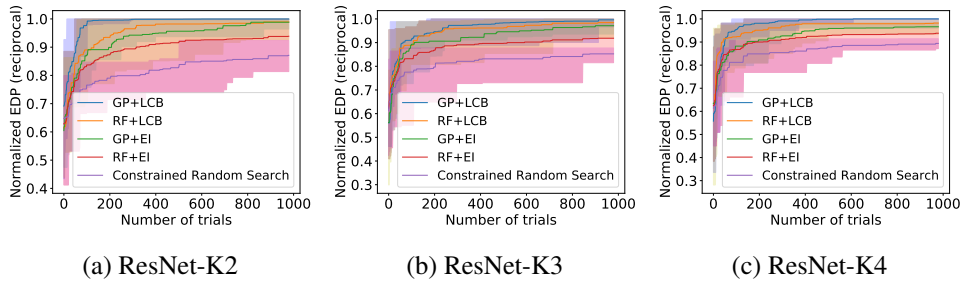 Normalized EDP (reciprocal)
1.0
0.9
0.8
0.7
0.6
0.5
0.4
GP+LCB
RF+LCB
GP+EI
RF+EI
Constrained Random Search
0 200 400 600 800 1000
Number of trials
(a) ResNet-K2
Normalized EDP (reciprocal)
1.0
0.9
0.8
0.7
0.6
0.5
0.4
0.3
GP+LCB
RF+LCB
GP+EI
RF+EI
Constrained Random Search
0 200 400 600 800 1000
Number of trials
(b) ResNet-K3
Normalized EDP (reciprocal)
1.0
0.9
0.8
0.7
0.6
0.5
0.4
0.3
GP+LCB
RF+LCB
GP+EI
RF+EI
Constrained Random Search
0 200 400 600 800 1000
Number of trials
(c) ResNet-K4